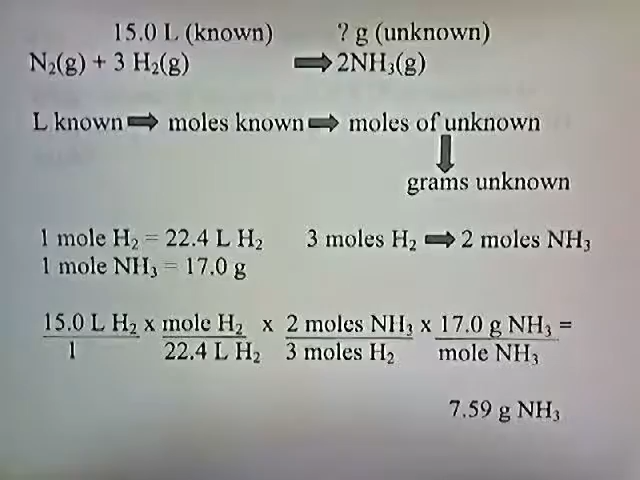 15.0 L (known) ? g (unknown)
N₂(g) + 3 H₂(g) ⇒ 2NH₃(g)
L known ⇒ moles known ⇒ moles of unknown
⇓
grams unknown
1 mole H₂ = 22.4 L H₂ 3 moles H₂ ⇒ 2 moles NH₃
1 mole NH₃ = 17.0 g
15.0 L H₂ x mole H₂ x 2 moles NH₃ x 17.0 g NH₃ =
1 22.4 L H₂ 3 moles H₂ mole NH₃
7.59 g NH₃